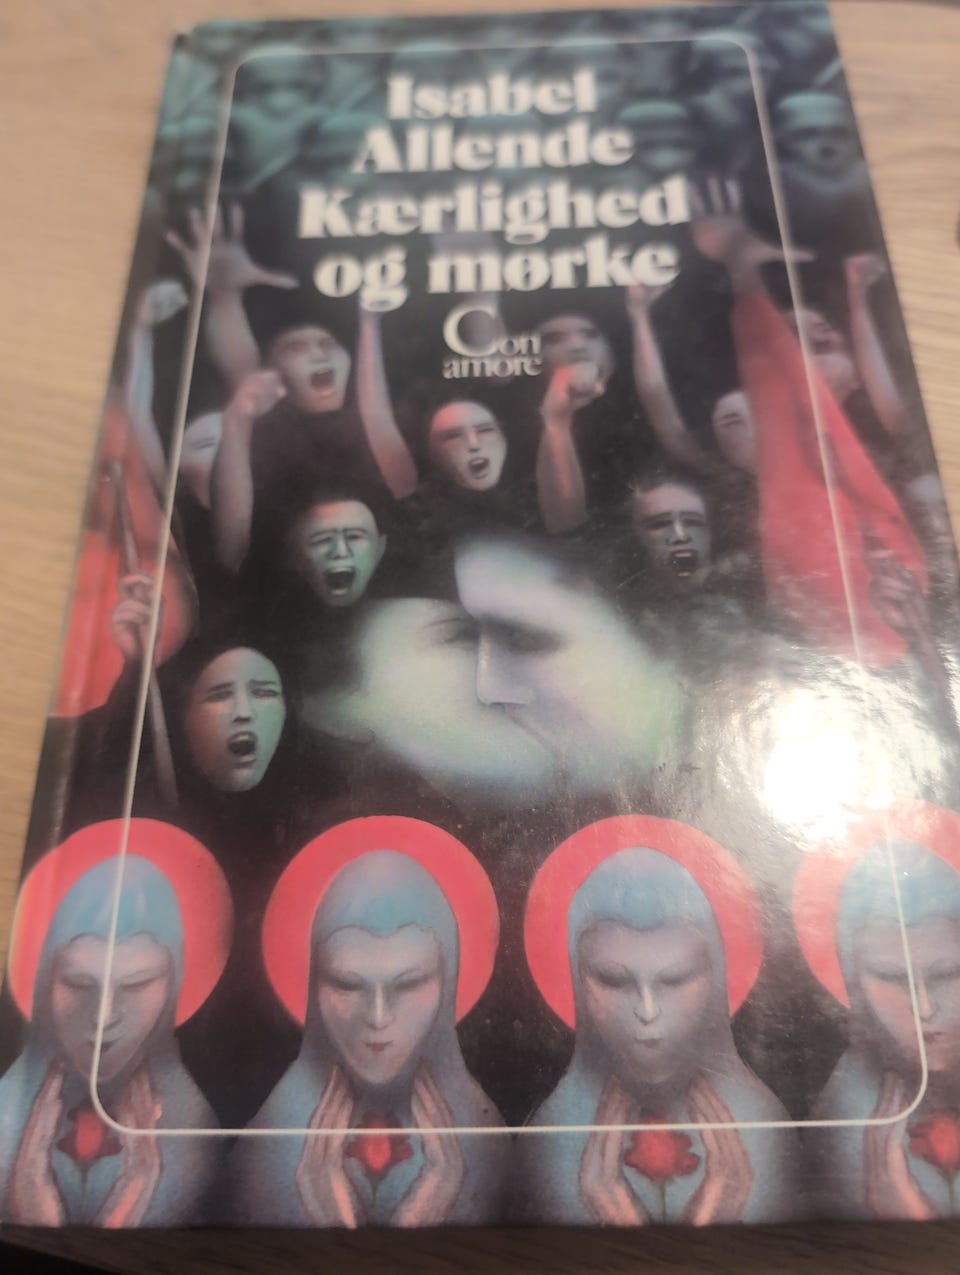 Isabel
Allende
Kærlighed
og mørke
Con
amore